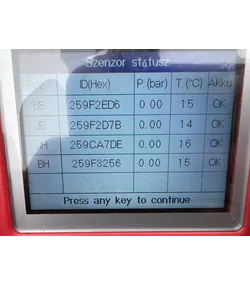 Szenzor státusz
Poz. ID(Hex) P.(bar) T.(°C) Akku
BE 259F2ED6 0.00 15 OK
JE 259F2D7B 0.00 14 OK
JH 259CA7DE 0.00 16 OK
BH 259F3256 0.00 15 OK
Press any key to continue